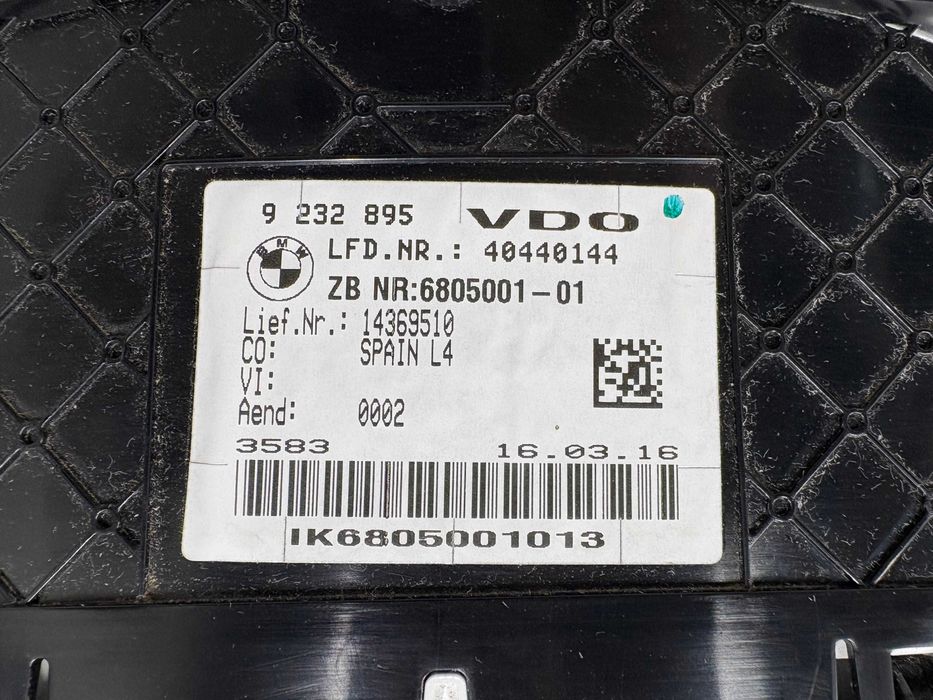 9 232 895 VDO
BMW
LFD.NR.: 40440144
ZB NR:6805001-01
Lief.Nr.: 14369510
CO: SPAIN L4
VI:
Aend: 0002
3583 16.03.16
IK6805001013